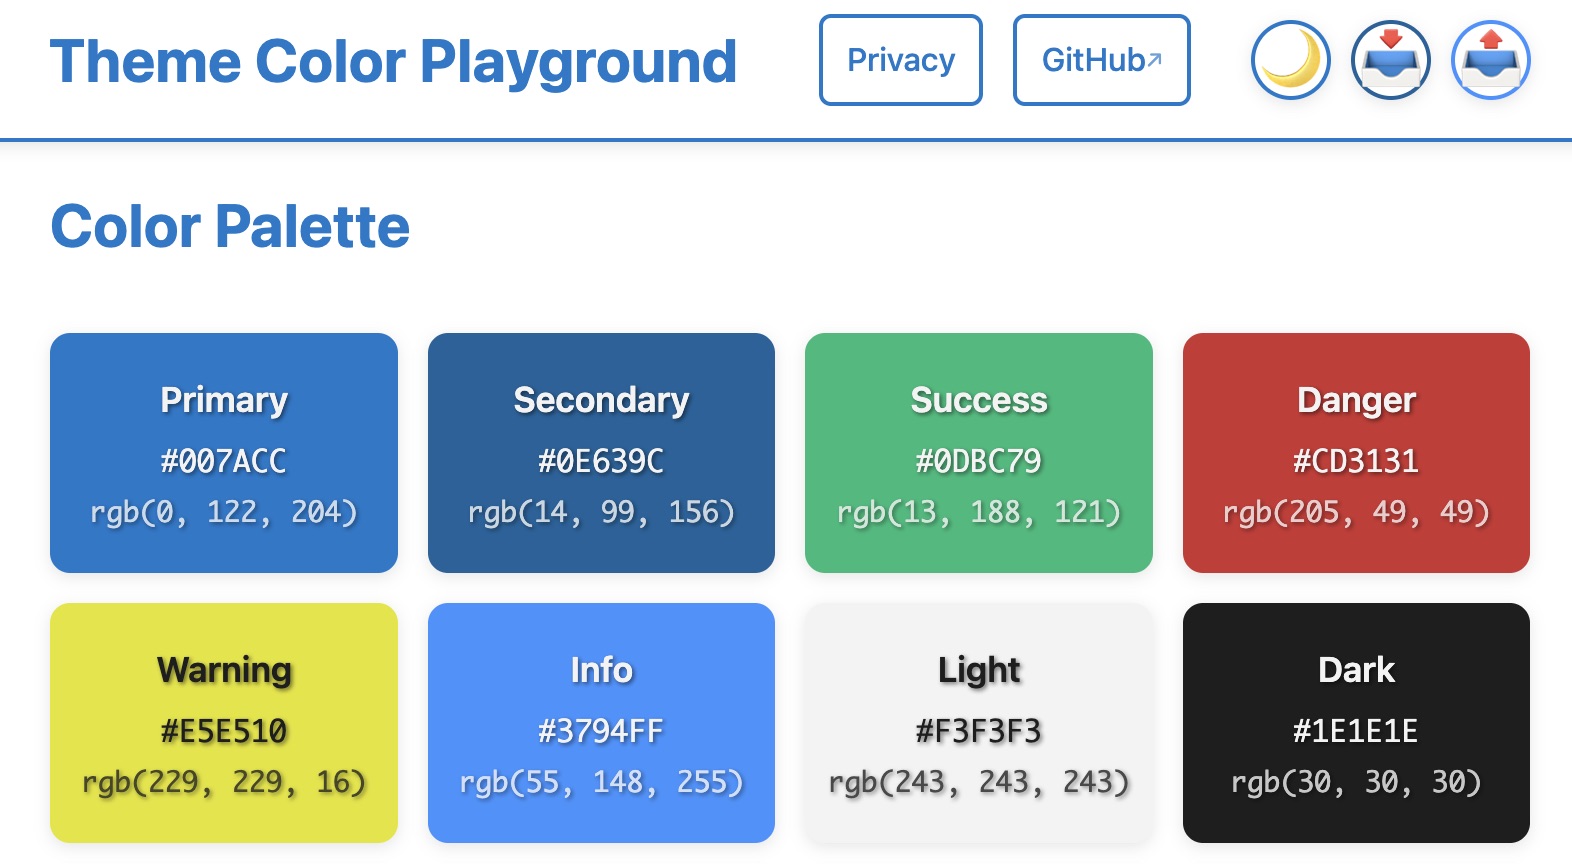 Theme Color Playground
Privacy
GitHub↗
Color Palette
Primary
#007ACC
rgb(0, 122, 204)
Secondary
#0E639C
rgb(14, 99, 156)
Success
#0DBC79
rgb(13, 188, 121)
Danger
#CD3131
rgb(205, 49, 49)
Warning
#E5E510
rgb(229, 229, 16)
Info
#3794FF
rgb(55, 148, 255)
Light
#F3F3F3
rgb(243, 243, 243)
Dark
#1E1E1E
rgb(30, 30, 30)